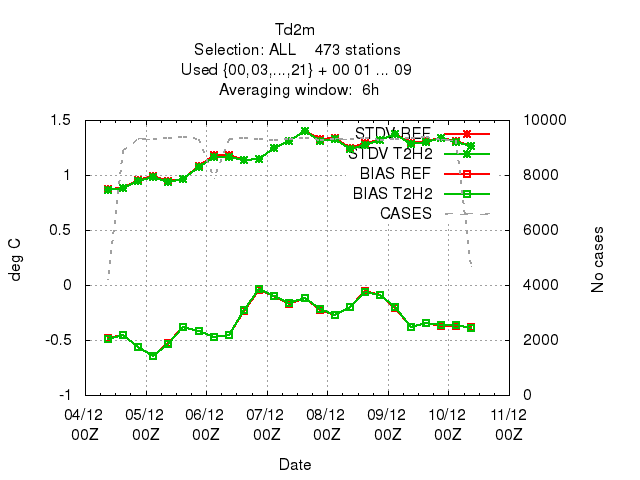 Td2m
Selection: ALL    473 stations
Used {00,03,...,21} + 00 01 ... 09
Averaging window:  6h
1.5
1
0.5
0
-0.5
-1
deg C
10000
8000
6000
4000
2000
0
No cases
STDV REF
STDV T2H2
BIAS REF
BIAS T2H2
CASES
04/12 05/12 06/12 07/12 08/12 09/12 10/12 11/12
00Z 00Z 00Z 00Z 00Z 00Z 00Z 00Z
Date